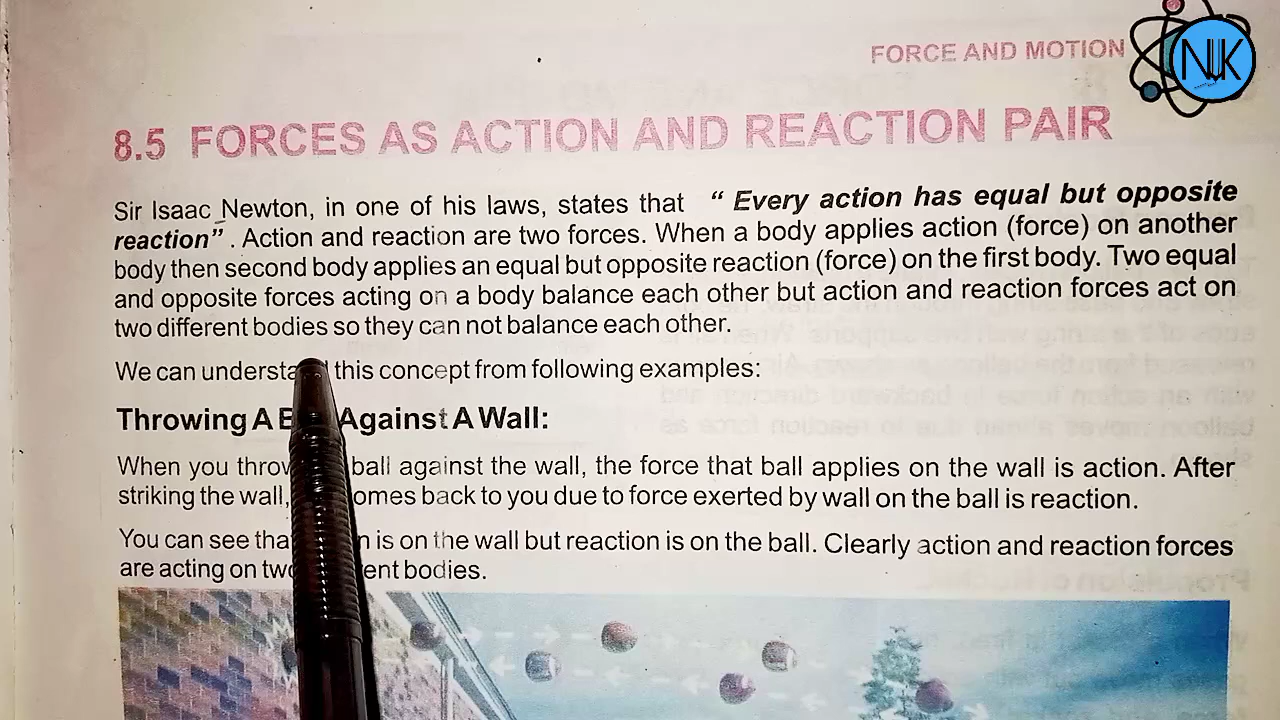 FORCE AND MOTION
NJK
8.5 FORCES AS ACTION AND REACTION PAIR
Sir Isaac Newton, in one of his laws, states that “ Every action has equal but opposite
reaction” . Action and reaction are two forces. When a body applies action (force) on another
body then second body applies an equal but opposite reaction (force) on the first body. Two equal
and opposite forces acting on a body balance each other but action and reaction forces act on
two different bodies so they can not balance each other.
We can understa this concept from following examples:
Throwing A B Against A Wall:
When you throw ball against the wall, the force that ball applies on the wall is action. After
striking the wall, omes back to you due to force exerted by wall on the ball is reaction.
You can see that n is on the wall but reaction is on the ball. Clearly action and reaction forces
are acting on two ent bodies.